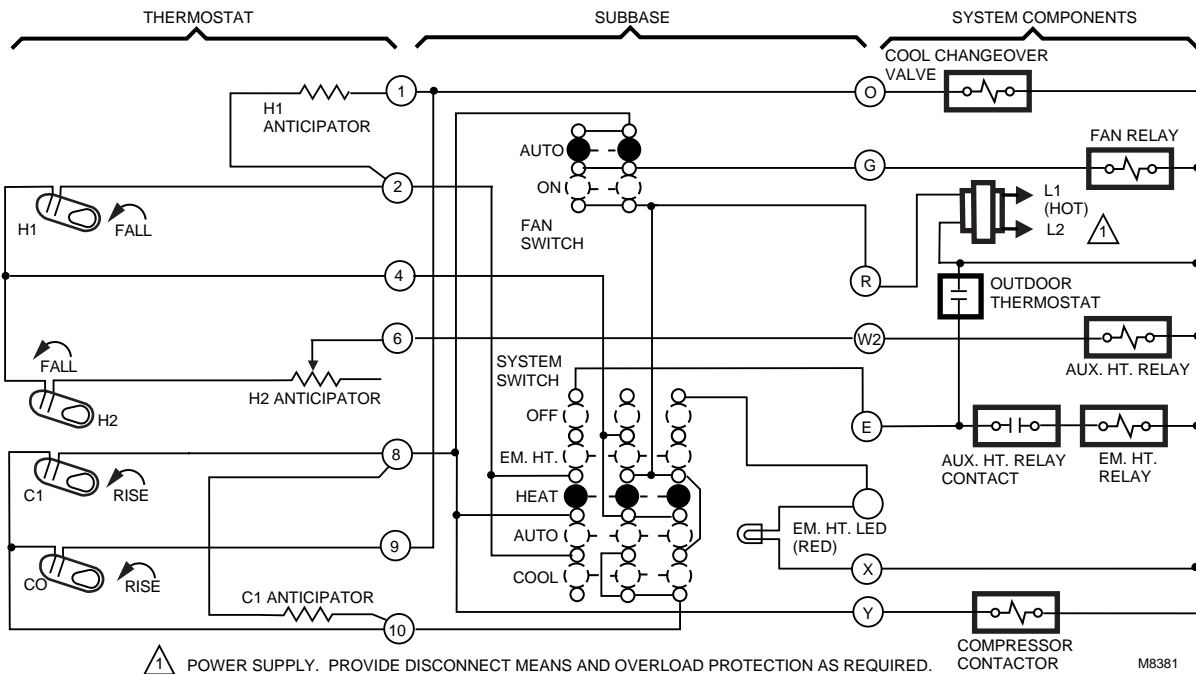 THERMOSTAT
SUBBASE
SYSTEM COMPONENTS
COOL CHANGEOVER
VALVE
1
H1
ANTICIPATOR
O
FAN RELAY
AUTO
G
ON
2
L1
(HOT)
L2
1
H1
FALL
FAN
SWITCH
4
R
OUTDOOR
THERMOSTAT
6
W2
FALL
AUX. HT. RELAY
SYSTEM
SWITCH
H2 ANTICIPATOR
H2
OFF
E
8
EM. HT.
AUX. HT. RELAY
CONTACT
EM. HT.
RELAY
C1
RISE
HEAT
EM. HT. LED
(RED)
AUTO
9
X
CO
RISE
COOL
C1 ANTICIPATOR
Y
10
COMPRESSOR
CONTACTOR
1 POWER SUPPLY. PROVIDE DISCONNECT MEANS AND OVERLOAD PROTECTION AS REQUIRED.
M8381